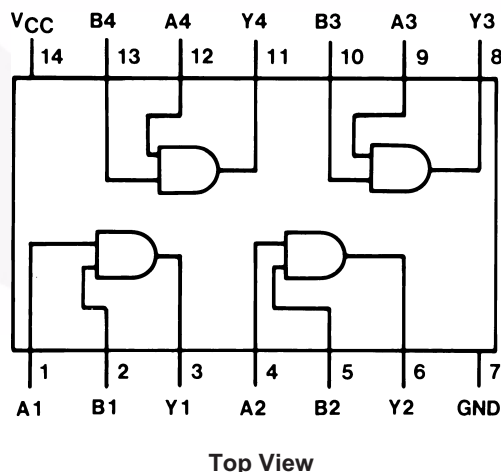 VCC B4 A4 Y4 B3 A3 Y3
14 13 12 11 10 9 8
1 2 3 4 5 6 7
A1 B1 Y1 A2 B2 Y2 GND
Top View